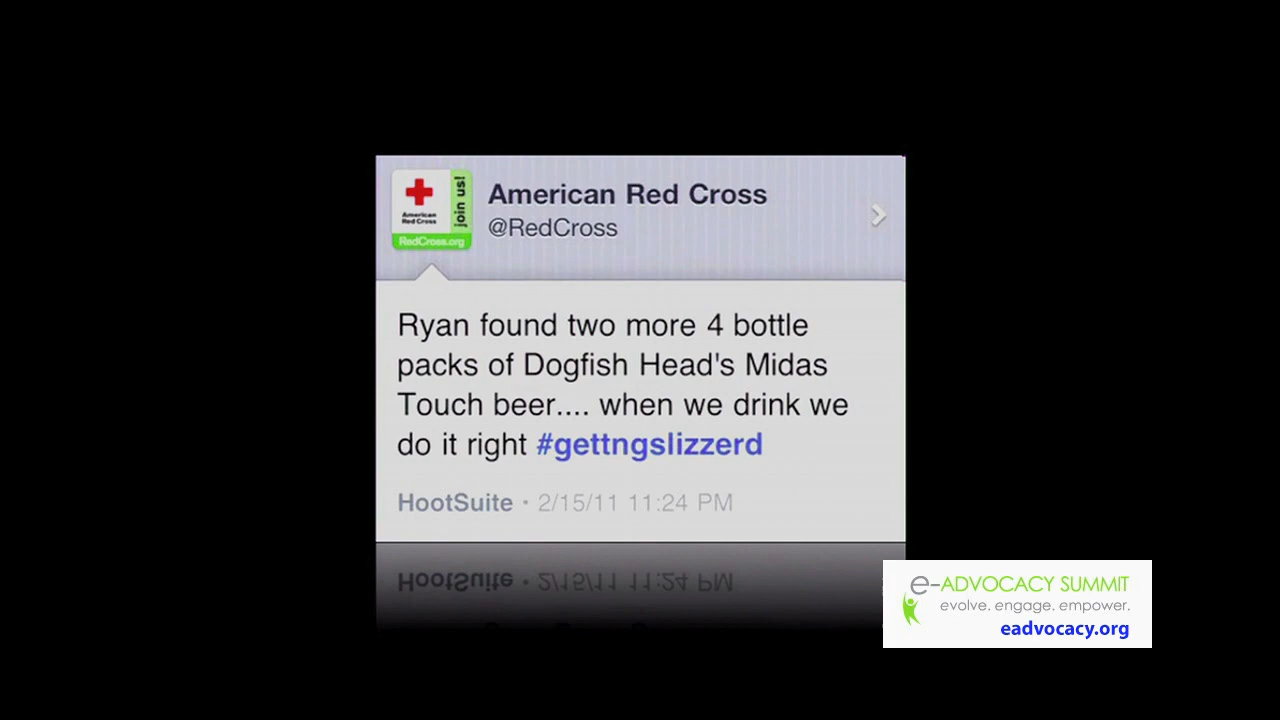 American Red Cross
@RedCross
join us!
American
Red Cross
RedCross.org
Ryan found two more 4 bottle
packs of Dogfish Head's Midas
Touch beer.... when we drink we
do it right #gettngslizzerd
HootSuite • 2/15/11 11:24 PM
HootSuite • 2/15/11 11:24 PM
e-ADVOCACY SUMMIT
evolve. engage. empower.
eadvocacy.org